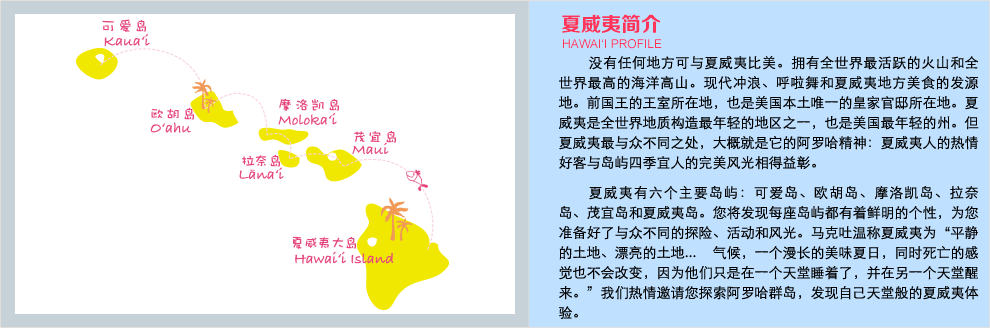 可爱岛
Kaua'i
欧胡岛
O'ahu
摩洛凯岛
Moloka'i
茂宜岛
Maui
拉奈岛
Lāna'i
夏威夷大岛
Hawai'i Island
夏威夷简介
HAWAI'I PROFILE
没有任何地方可与夏威夷比美。拥有全世界最活跃的火山和全
世界最高的海洋高山。现代冲浪、呼啦舞和夏威夷地方美食的发源
地。前国王的王室所在地，也是美国本土唯一的皇家官邸所在地。夏
威夷是全世界地质构造最年轻的地区之一，也是美国最年轻的州。但
夏威夷最与众不同之处，大概就是它的阿罗哈精神：夏威夷人的热情
好客与岛屿四季宜人的完美风光相得益彰。
夏威夷有六个主要岛屿：可爱岛、欧胡岛、摩洛凯岛、拉奈
岛、茂宜岛和夏威夷岛。您将发现每座岛屿都有着鲜明的个性，为您
准备好了与众不同的探险、活动和风光。马克吐温称夏威夷为“平静
的土地、漂亮的土地... 气候，一个漫长的美味夏日，同时死亡的感
觉也不会改变，因为他们只是在一个天堂睡着了，并在另一个天堂醒
来。”我们热情邀请您探索阿罗哈群岛，发现自己天堂般的夏威夷体
验。